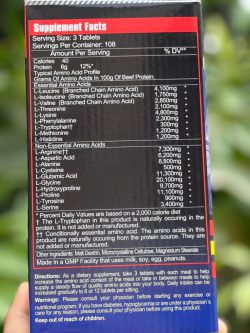 Supplement Facts
Serving Size: 3 Tablets
Servings Per Container: 108
Amount Per Serving % DV**
Calories 40
Protein 6g 12%*
Typical Amino Acid Profile
Grams Of Amino Acids In 100g Of Beef Protein.
Essential Amino Acids
L-Leucine (Branched Chain Amino Acid) 4,100mg *
L-Isoleucine (Branched Chain Amino Acid) 1,750mg *
L-Valine (Branched Chain Amino Acid) 2,850mg *
L-Threonine 2,100mg *
L-Lysine 4,800mg *
L-Phenylalanine 2,300mg *
L-Tryptophan† *
L-Methionine *
L-Histidine 1,200mg *
Non-Essential Amino Acids
L-Arginine†† 7,300mg *
L-Aspartic Acid 6,200mg *
L-Alanine 8,800mg *
L-Cysteine 500mg *
L-Glutamic Acid 11,300mg *
L-Glycine 20,100mg *
L-Hydroxyproline 9,700mg *
L-Proline 11,100mg *
L-Tyrosine 900mg *
L-Serine 3,400mg *
* Percent Daily Values are based on a 2,000 calorie diet
† The L-Tryptophan in this product is naturally occurring in the
protein. It is not added or manufactured.
†† Conditionally essential amino acid. The amino acids in this
product are naturally occurring from the protein source. They are
not added or manufactured.
Other Ingredients: Malt Dextrin, Microcrystalline Cellulose, Magnesium Stearate
Made in a GMP Facility that uses milk, soy, egg, peanuts.
Directions: As a dietary supplement, take 3 tablets with each meal to help
increase the amino acid content of the meal or take between meals to help
supply a steady flow of quality amino acids into your body. Daily intake can be
increased gradually to 6 or 12 tablets per sitting.
Warnings: Please consult your physician before starting any exercise or
nutritional program. If you have diabetes, hypoglycemia or are under a physician's care
for any reason, please consult your physician before using this product.
Keep out of reach of children.